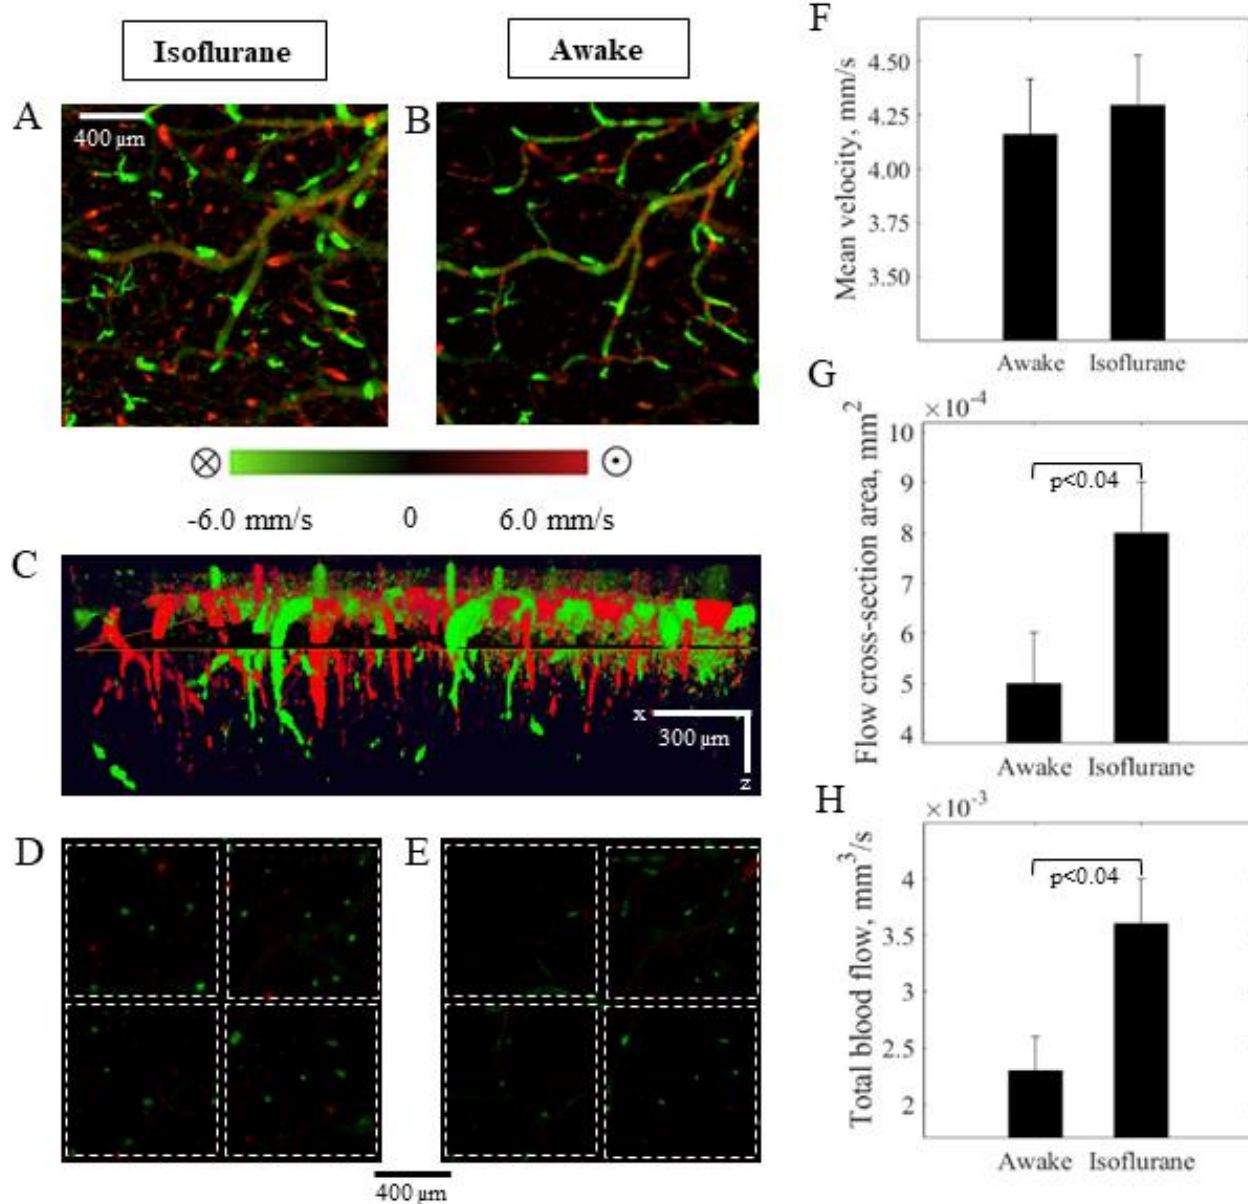 Isoflurane
Awake
A
400 µm
B
⊗
⊙
-6.0 mm/s 0 6.0 mm/s
C
x
300 µm
z
D
E
400 µm
F
Mean velocity, mm/s
4.50
4.25
4.00
3.75
3.50
Awake Isoflurane
G
×10⁻⁴
Flow cross-section area, mm²
10
9
8
7
6
5
4
p<0.04
Awake Isoflurane
H
×10⁻³
Total blood flow, mm³/s
4
3.5
3
2.5
2
p<0.04
Awake Isoflurane